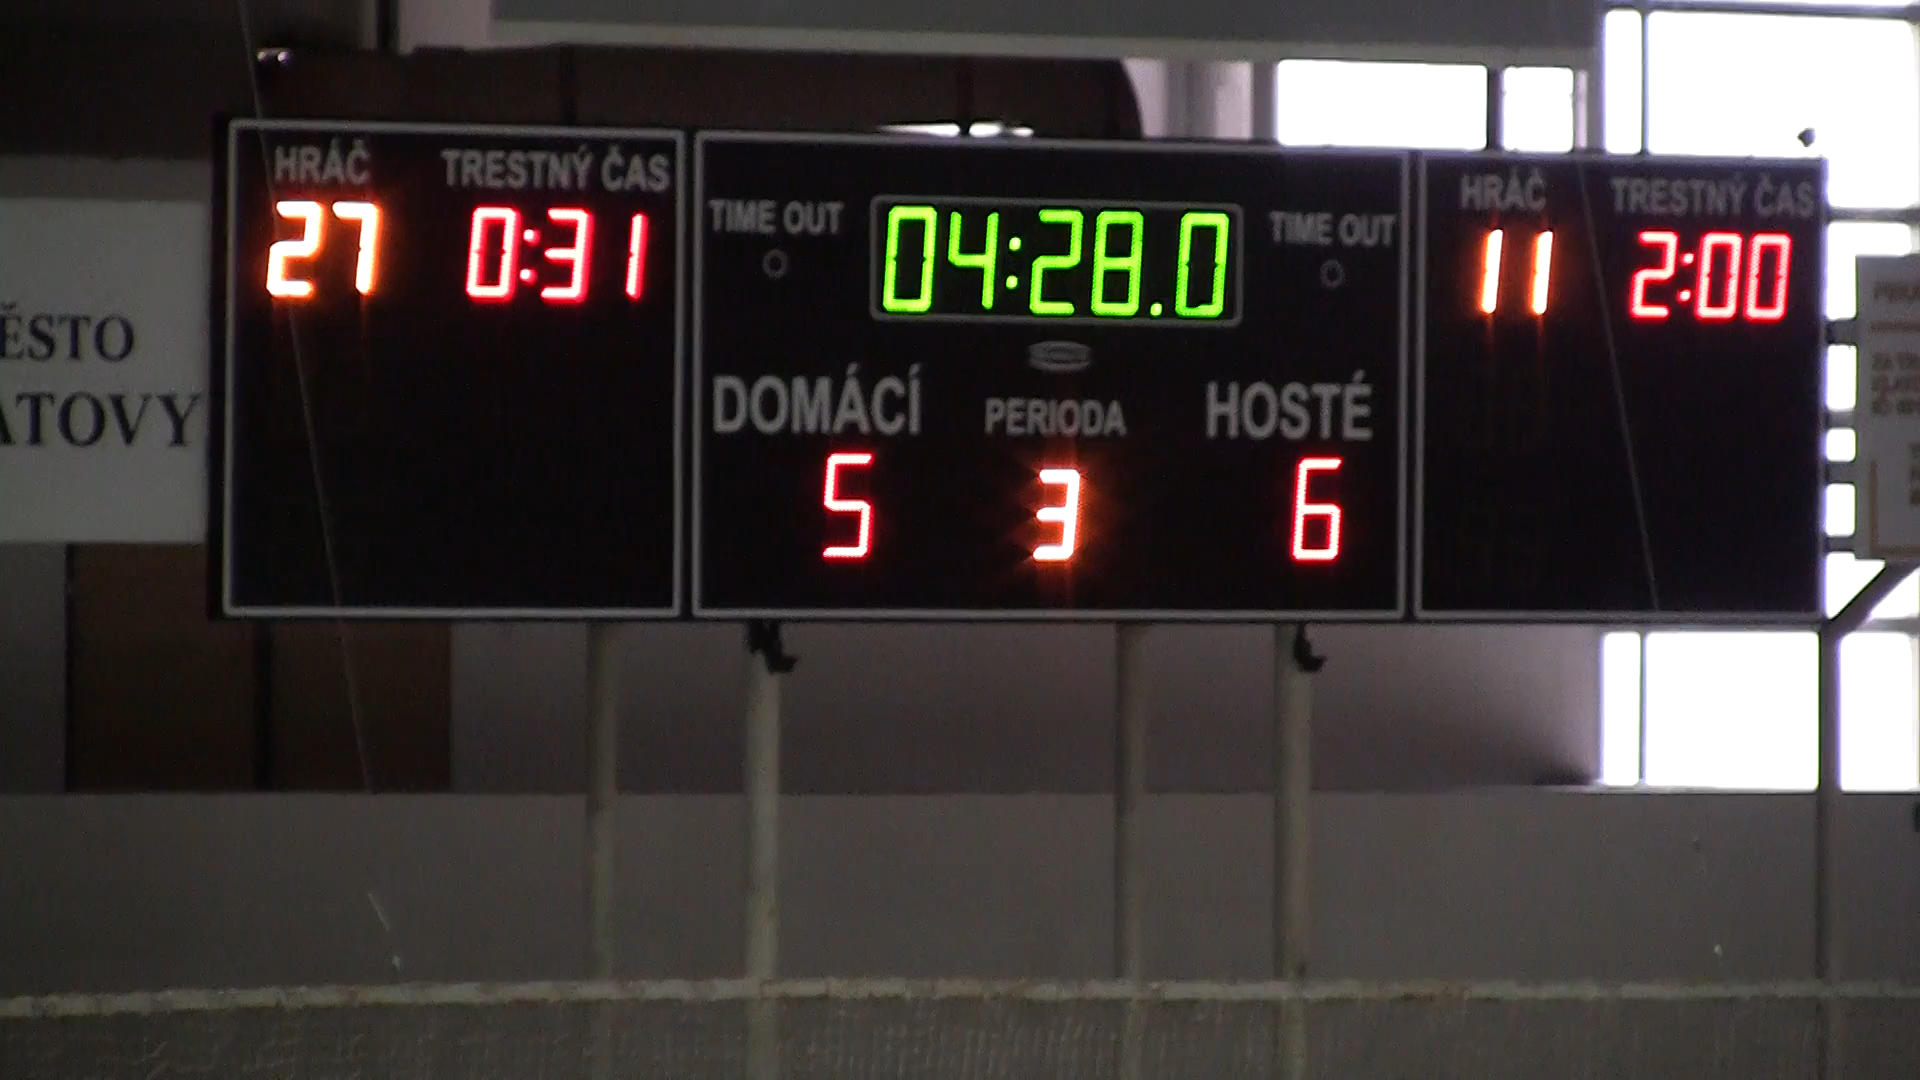 HRÁČ TRESTNÝ ČAS
27 0:31
TIME OUT 04:28.0 TIME OUT
DOMÁCÍ PERIODA HOSTÉ
5 3 6
HRÁČ TRESTNÝ ČAS
11 2:00
ĚSTO
ATOVY